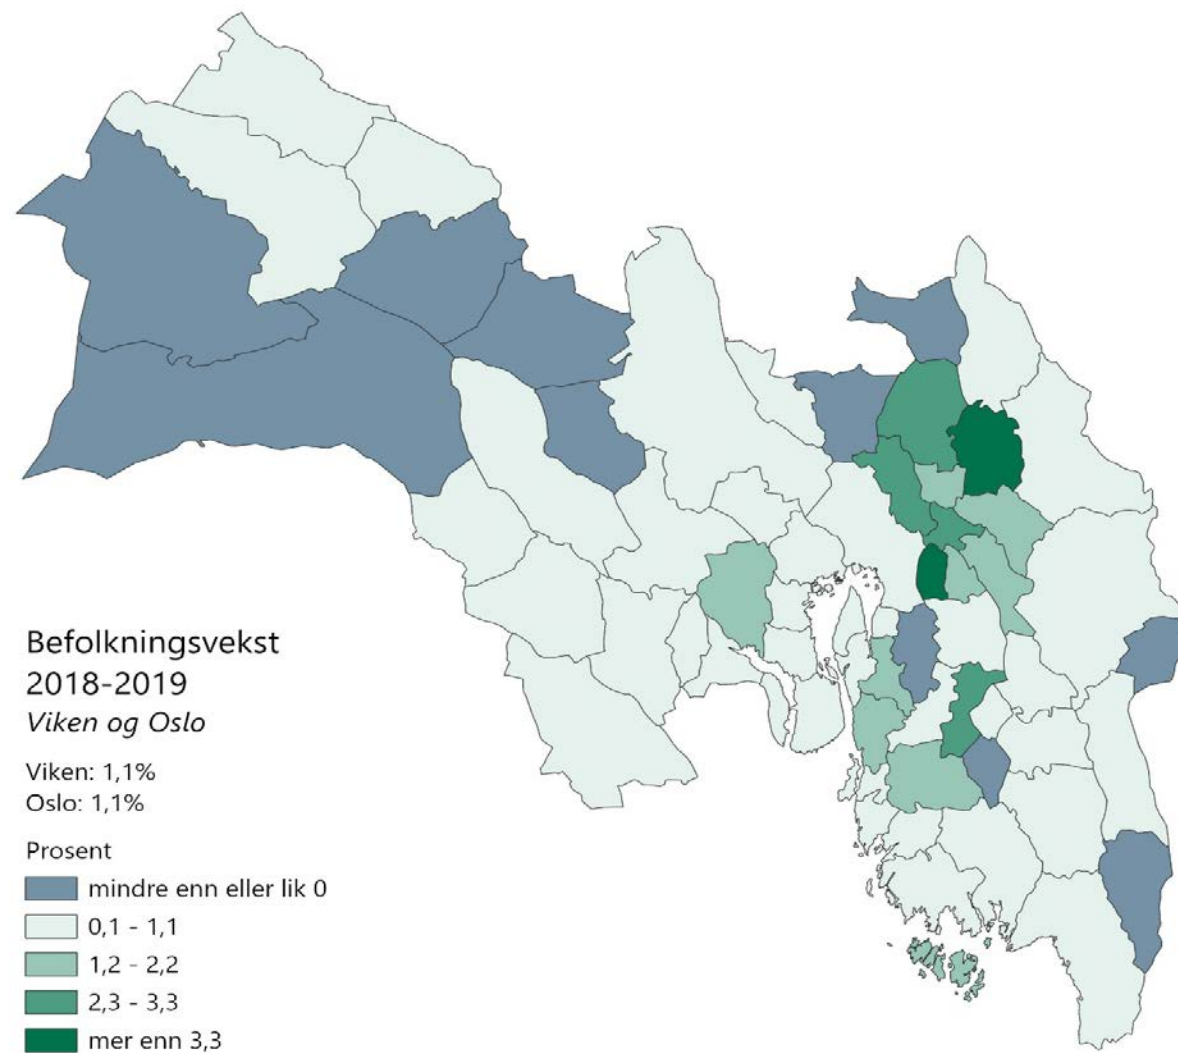 Befolkningsvekst
2018-2019
Viken og Oslo
Viken: 1,1%
Oslo: 1,1%
Prosent
mindre enn eller lik 0
0,1 - 1,1
1,2 - 2,2
2,3 - 3,3
mer enn 3,3